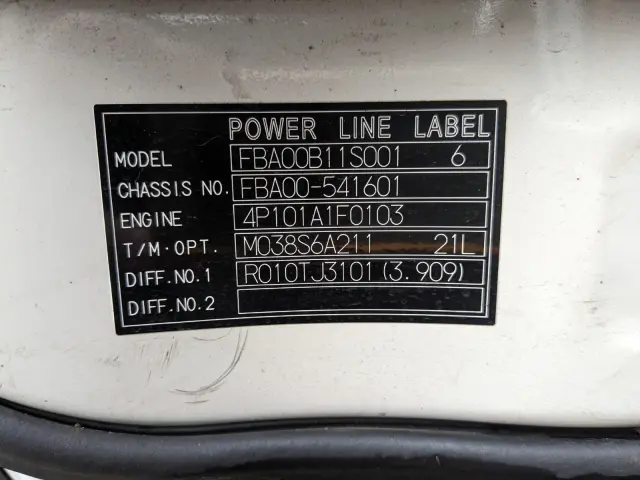 POWER LINE LABEL
MODEL FBA00B11S001 6
CHASSIS NO. FBA00-541601
ENGINE 4P101A1F0103
T/M·OPT. M038S6A211 21L
DIFF.NO.1 R010TJ3101(3.909)
DIFF.NO.2